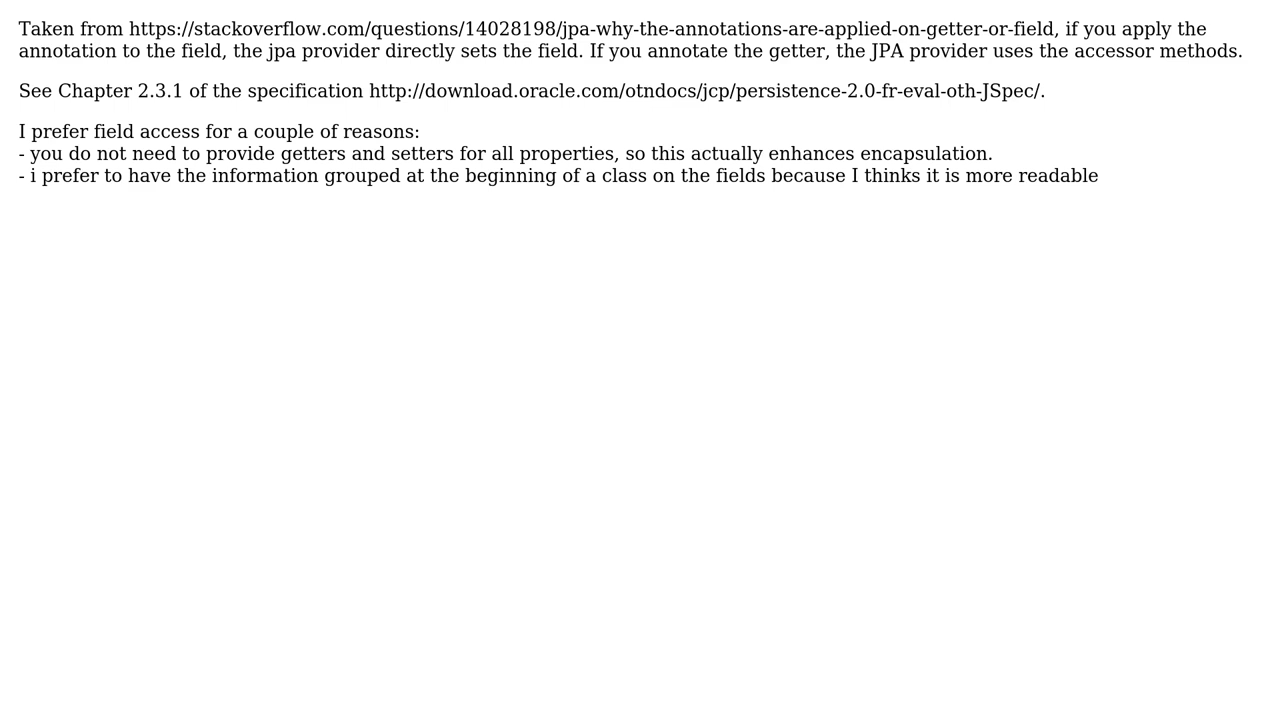 Taken from https://stackoverflow.com/questions/14028198/jpa-why-the-annotations-are-applied-on-getter-or-field, if you apply the
annotation to the field, the jpa provider directly sets the field. If you annotate the getter, the JPA provider uses the accessor methods.
See Chapter 2.3.1 of the specification http://download.oracle.com/otndocs/jcp/persistence-2.0-fr-eval-oth-JSpec/.
I prefer field access for a couple of reasons:
- you do not need to provide getters and setters for all properties, so this actually enhances encapsulation.
- i prefer to have the information grouped at the beginning of a class on the fields because I thinks it is more readable